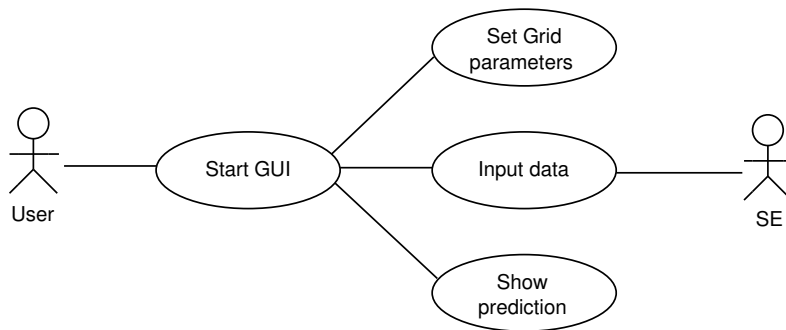 Set Grid
parameters
Start GUI
Input data
User
SE
Show
prediction